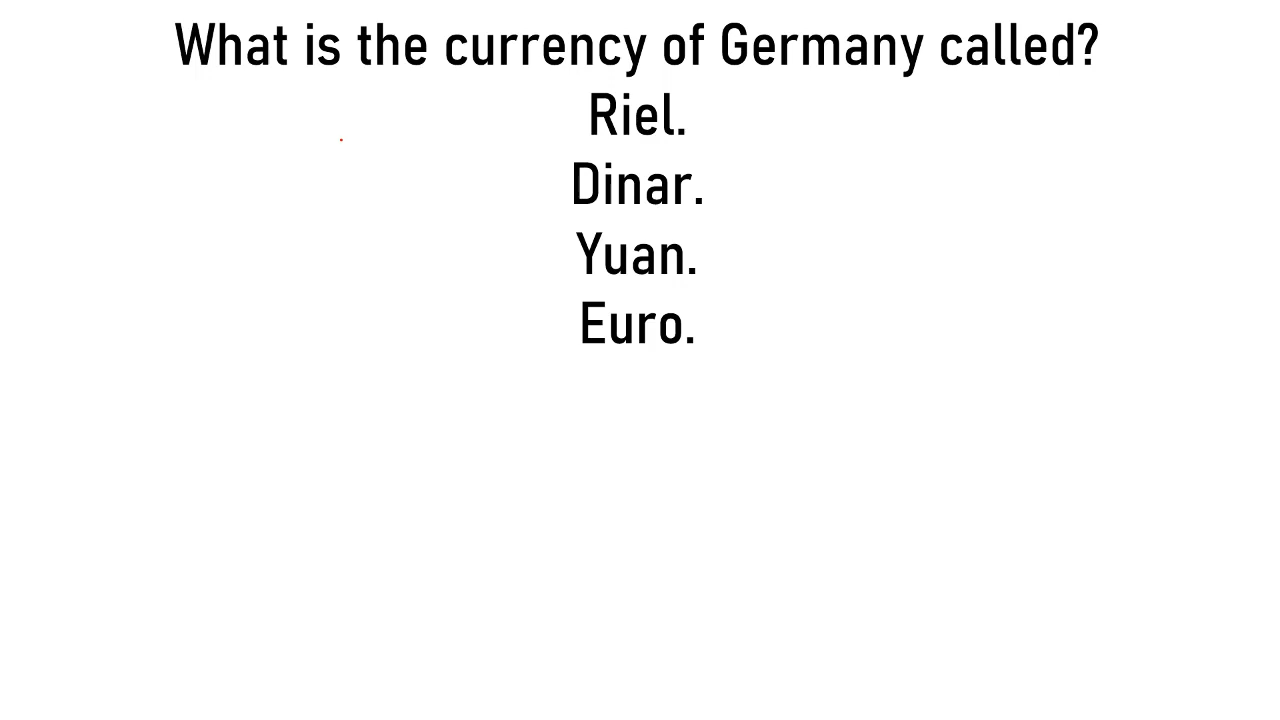 What is the currency of Germany called?
Riel.
Dinar.
Yuan.
Euro.